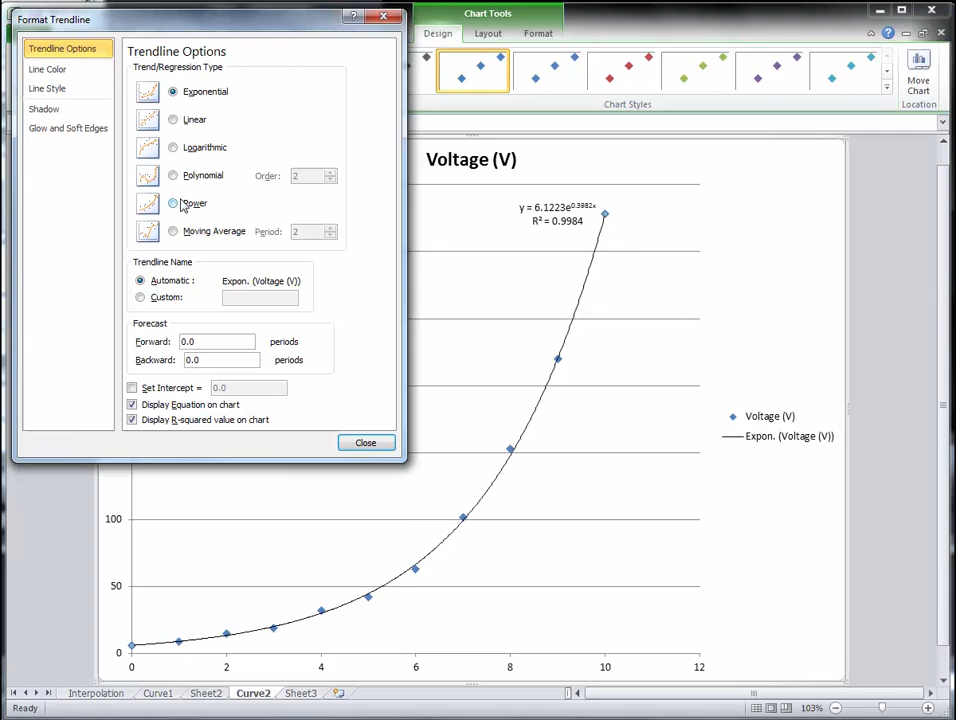 Format Trendline
Chart Tools
Design Layout Format
Trendline Options
Line Color
Line Style
Shadow
Glow and Soft Edges
Trendline Options
Trend/Regression Type
Exponential
Linear
Logarithmic
Polynomial Order: 2
Power
Moving Average Period: 2
Trendline Name
Automatic : Expon. (Voltage (V))
Custom:
Forecast
Forward: 0.0 periods
Backward: 0.0 periods
Set Intercept = 0.0
Display Equation on chart
Display R-squared value on chart
Close
Chart Styles
Move
Chart
Location
Voltage (V)
y = 6.1223e^0.3982x
R² = 0.9984
Voltage (V)
Expon. (Voltage (V))
100
50
0
0 2 4 6 8 10 12
Interpolation Curve1 Sheet2 Curve2 Sheet3
Ready 103%